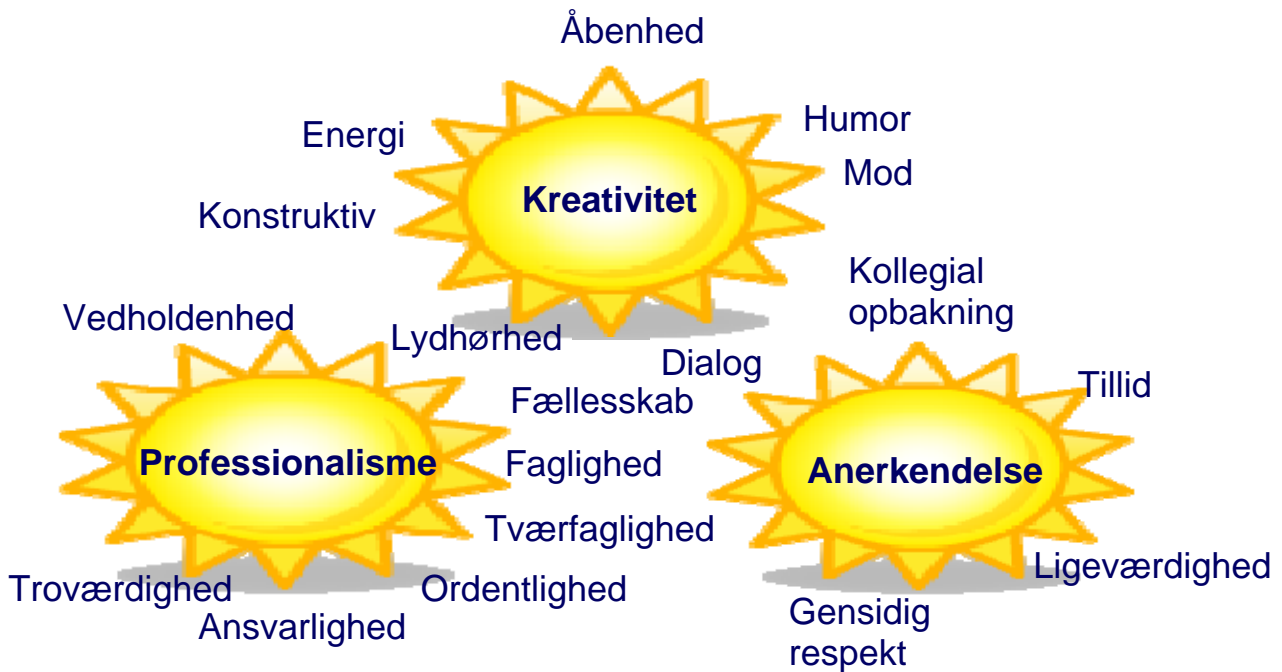 Åbenhed
Energi
Humor
Mod
Kreativitet
Konstruktiv
Kollegial
opbakning
Vedholdenhed
Lydhørhed
Dialog
Tillid
Fællesskab
Professionalisme
Faglighed
Anerkendelse
Tværfaglighed
Ligeværdighed
Troværdighed
Ordentlighed
Ansvarlighed
Gensidig
respekt